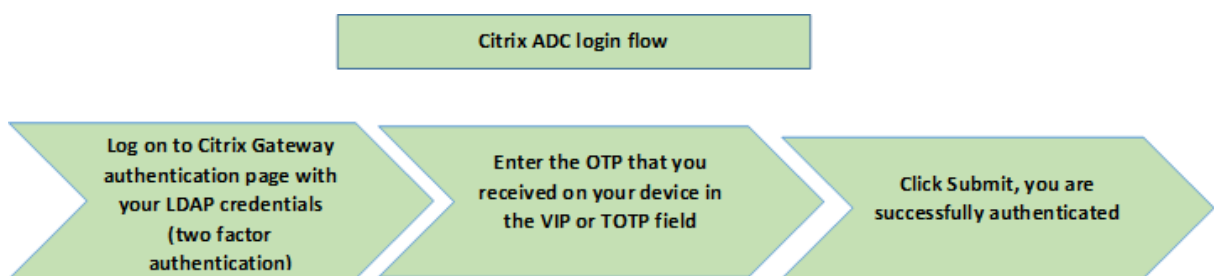 Citrix ADC login flow
Log on to Citrix Gateway
authentication page with
your LDAP credentials
(two factor
authentication)
Enter the OTP that you
received on your device in
the VIP or TOTP field
Click Submit, you are
successfully authenticated